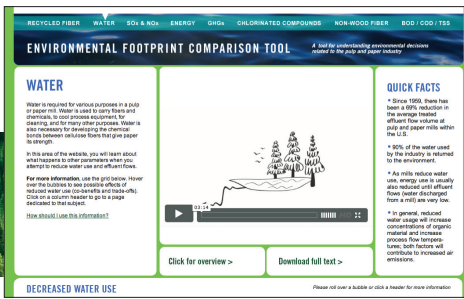 RECYCLED FIBER WATER SOx & NOx ENERGY GHGs CHLORINATED COMPOUNDS NON-WOOD FIBER BOD / COD / TSS
ENVIRONMENTAL FOOTPRINT COMPARISON TOOL
A tool for understanding environmental decisions
related to the pulp and paper industry
WATER
Water is required for various purposes in a pulp
or paper mill. Water is used to carry fibers and
chemicals, to cool process equipment, for
cleaning, and for many other purposes. Water is
also necessary for developing the chemical
bonds between cellulose fibers that give paper
its strength.
In this area of the website, you will learn about
what happens to other parameters when you
attempt to reduce water use and effluent flows.
For more information, use the grid below. Hover
over the bubbles to see possible effects of
reduced water use (co-benefits and trade-offs).
Click on a column header to go to a page
dedicated to that subject.
How should I use this information?
03:14
Click for overview >
Download full text >
QUICK FACTS
• Since 1959, there has
been a 69% reduction in
the average treated
effluent flow volume at
pulp and paper mills within
the U.S.
• 90% of the water used
by the industry is returned
to the environment.
• As mills reduce water
use, energy use is usually
also reduced until effluent
flows (water discharged
from a mill) are very low.
• In general, reduced
water usage will increase
concentrations of organic
material and increase
process flow tempera-
tures; both factors will
contribute to increased air
emissions.
DECREASED WATER USE
Please roll over a bubble or click a header for more information